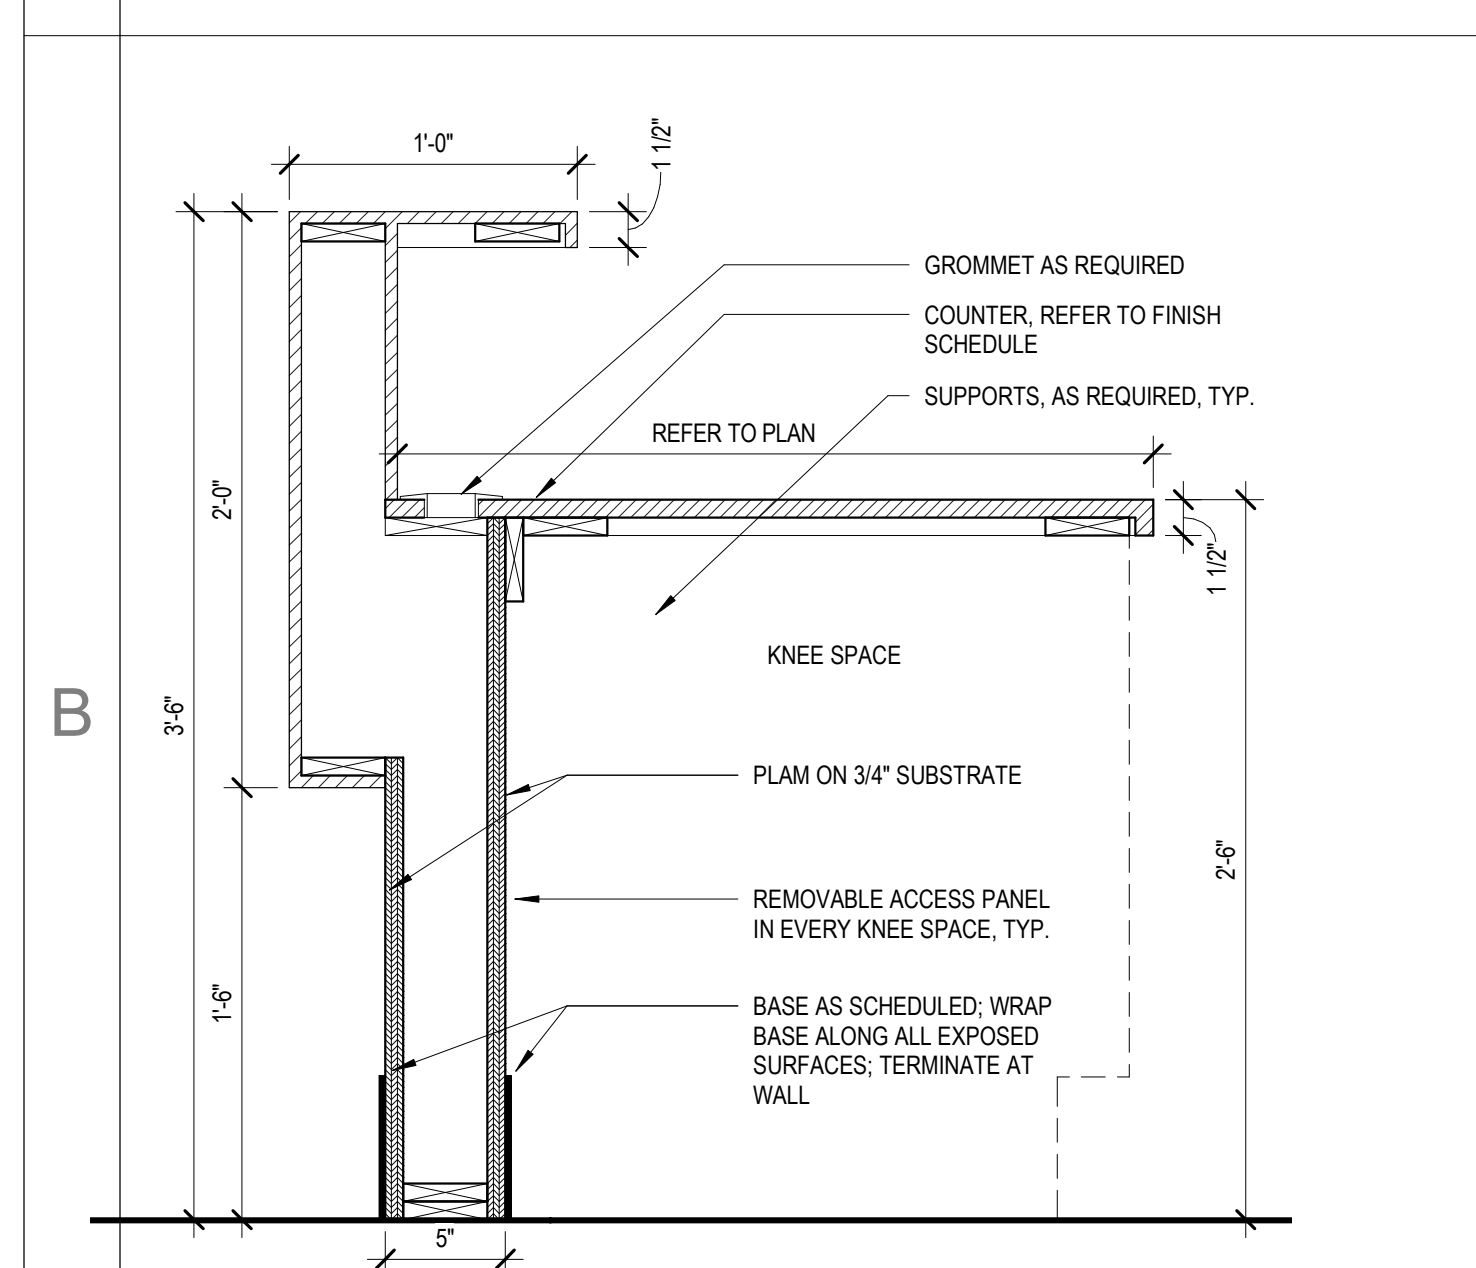 1'-0"
1 1/2"
GROMMET AS REQUIRED
COUNTER, REFER TO FINISH
SCHEDULE
SUPPORTS, AS REQUIRED, TYP.
REFER TO PLAN
2'-0"
1 1/2"
KNEE SPACE
B
3'-6"
PLAM ON 3/4" SUBSTRATE
2'-6"
REMOVABLE ACCESS PANEL
IN EVERY KNEE SPACE, TYP.
1'-6"
BASE AS SCHEDULED; WRAP
BASE ALONG ALL EXPOSED
SURFACES; TERMINATE AT
WALL
5"